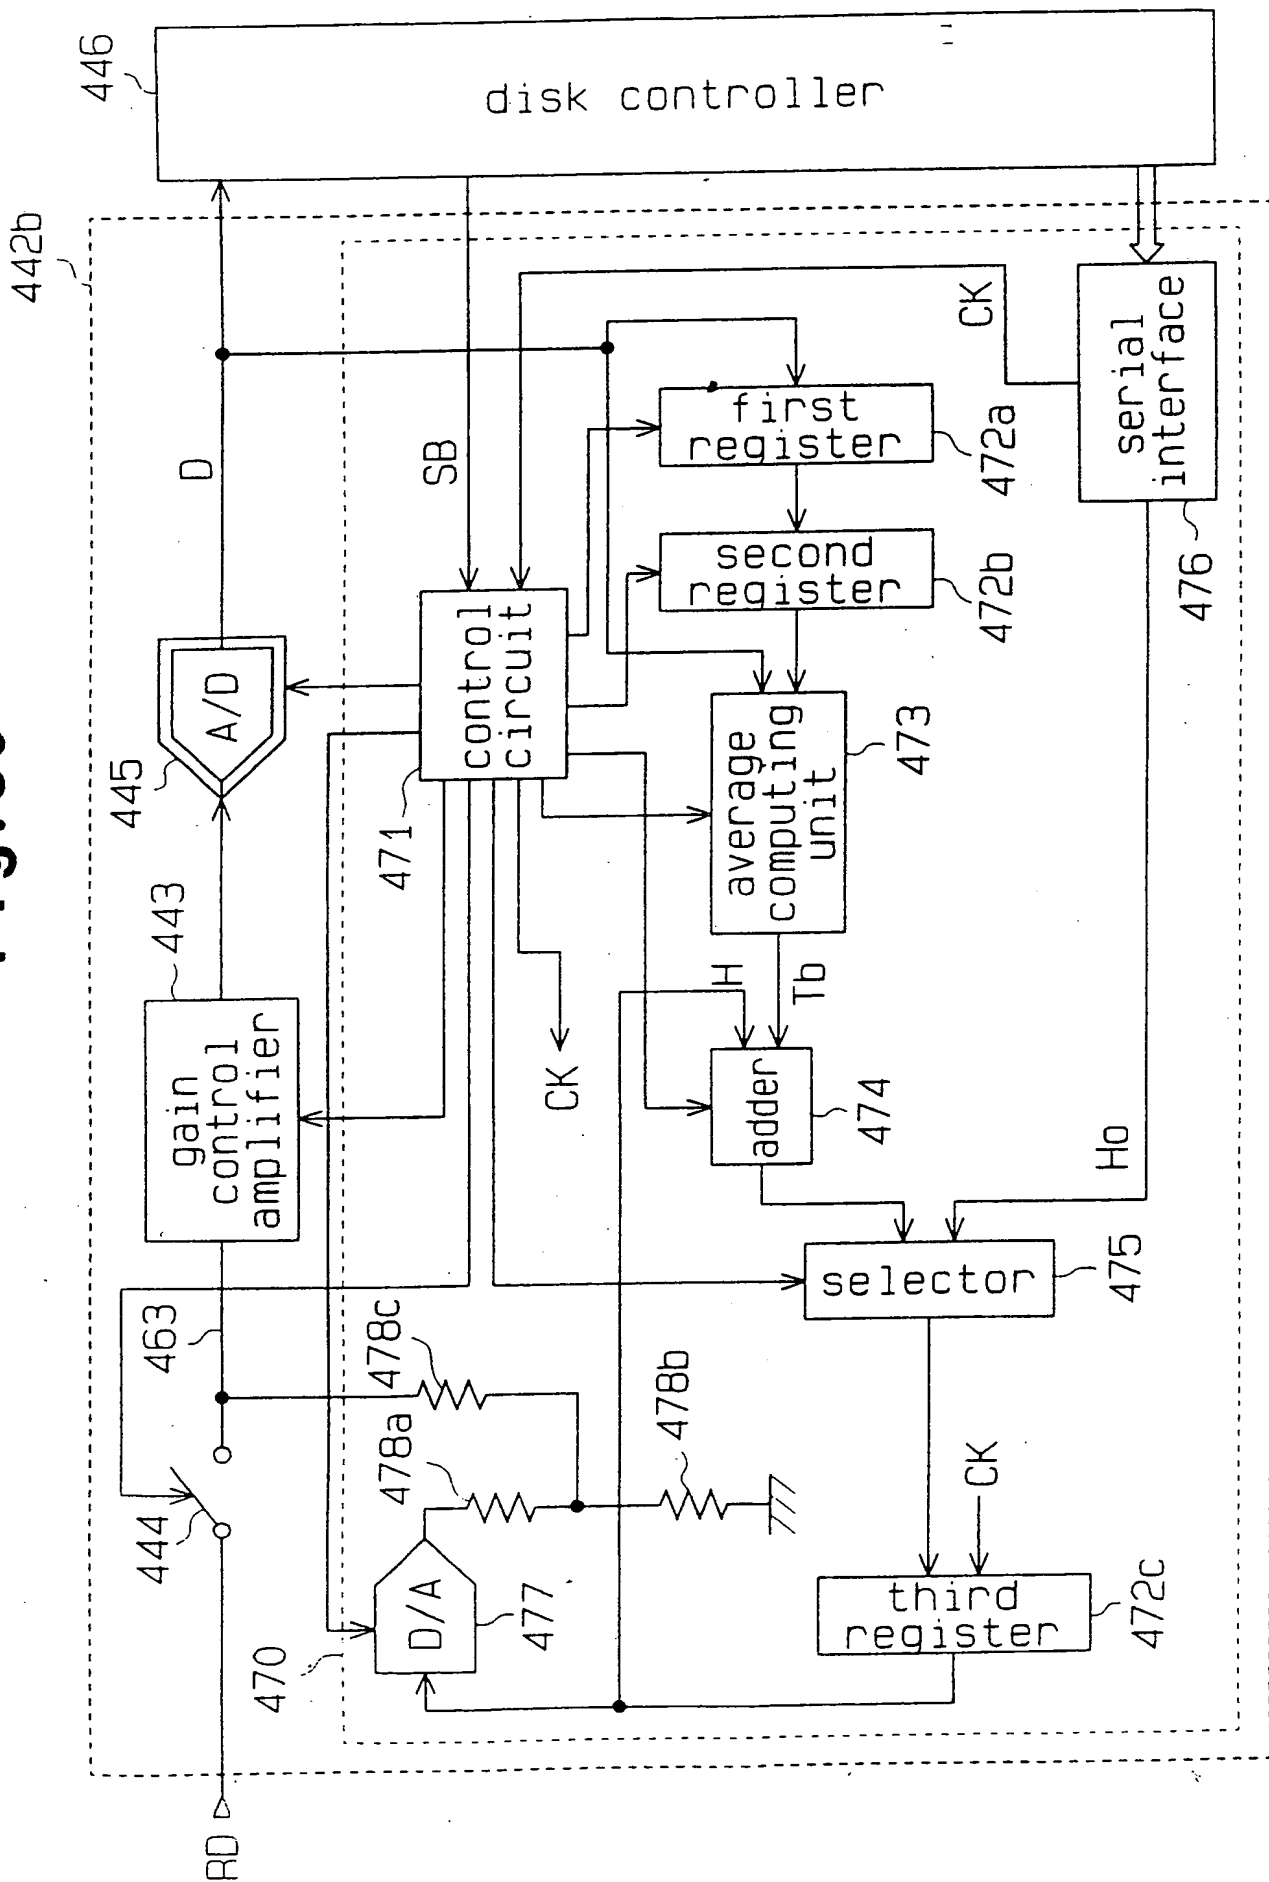 442b
446
disk controller
RD
444
463
gain
control
amplifier
443
A/D
445
D
SB
CK
control
circuit
471
first
register
472a
second
register
472b
average
computing
unit
473
H
Tb
adder
474
CK
serial
interface
476
Ho
selector
475
CK
third
register
472c
D/A
477
470
478a
478b
478c